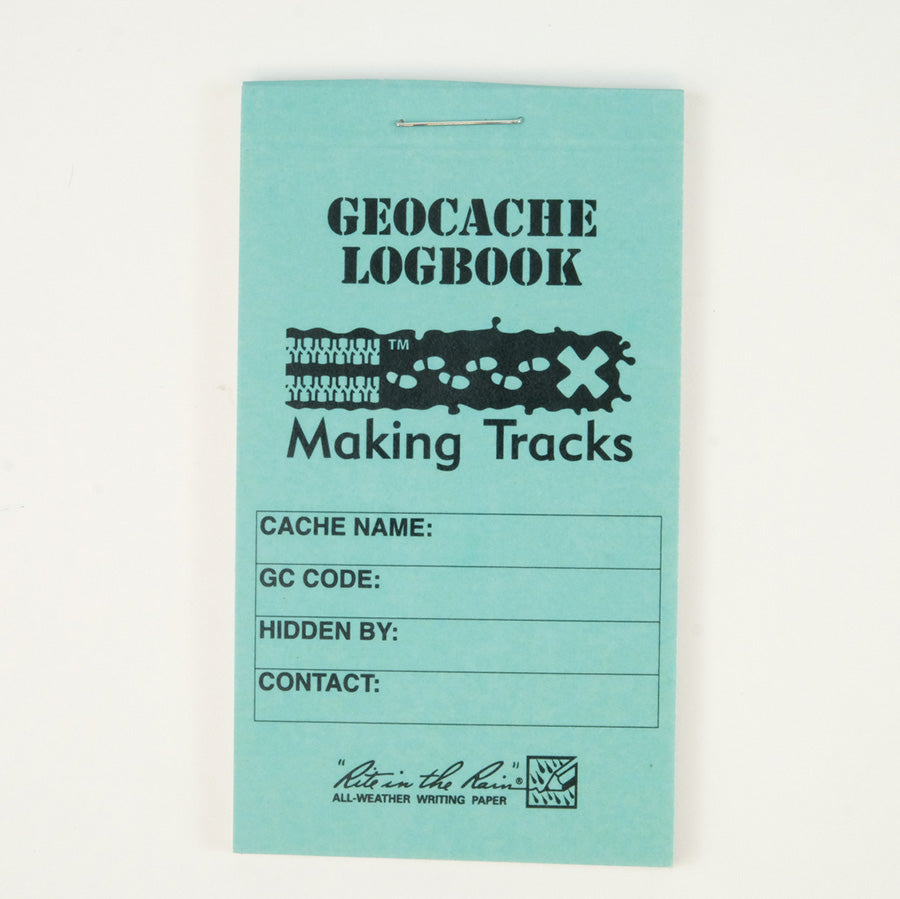 GEOCACHE
LOGBOOK
TM
Making Tracks
CACHE NAME:
GC CODE:
HIDDEN BY:
CONTACT:
"Rite in the Rain"®
ALL-WEATHER WRITING PAPER